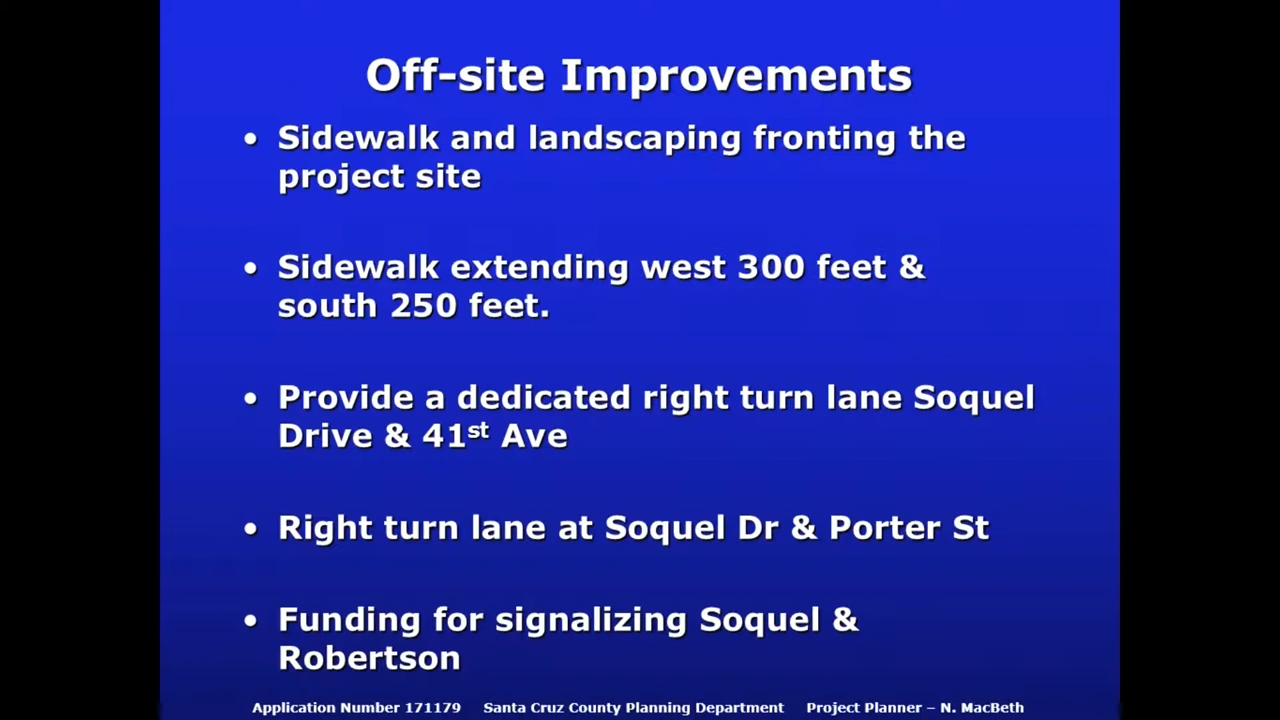 Off-site Improvements
• Sidewalk and landscaping fronting the
project site
• Sidewalk extending west 300 feet &
south 250 feet.
• Provide a dedicated right turn lane Soquel
Drive & 41st Ave
• Right turn lane at Soquel Dr & Porter St
• Funding for signalizing Soquel &
Robertson
Application Number 171179 Santa Cruz County Planning Department Project Planner – N. MacBeth